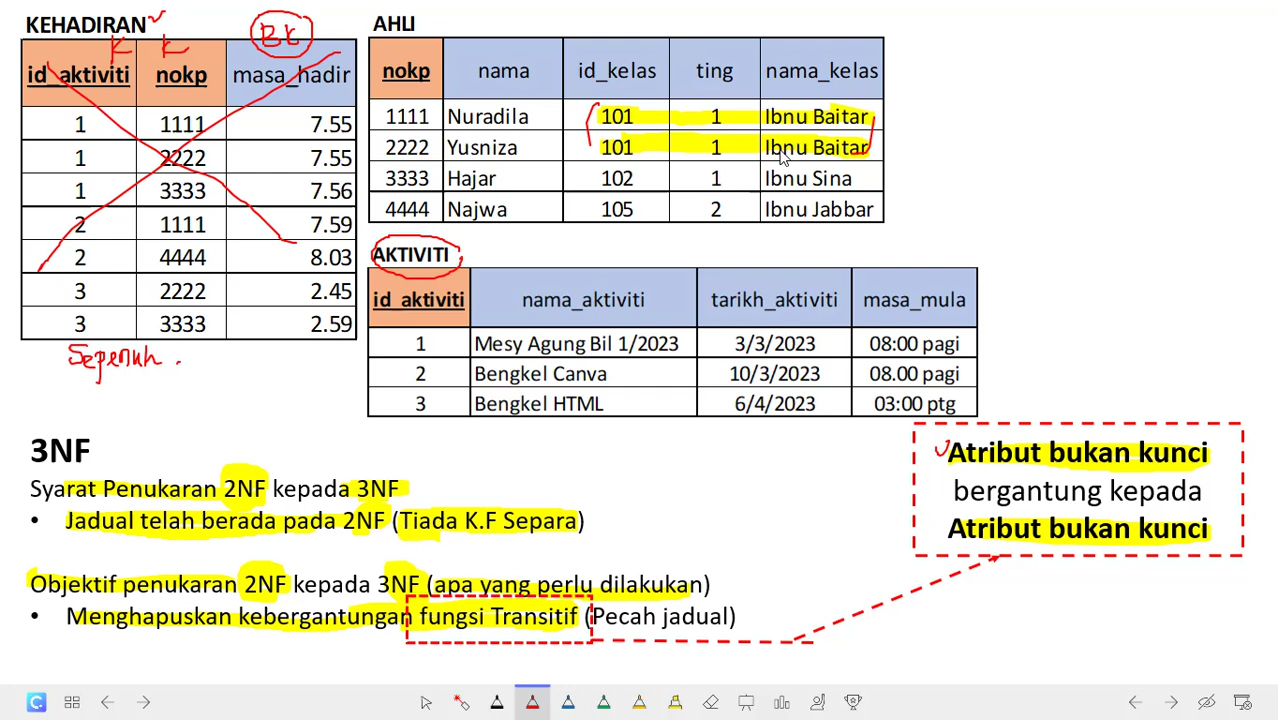 KEHADIRAN
K K BK
id_aktiviti nokp masa_hadir
1 1111 7.55
1 2222 7.55
1 3333 7.56
2 1111 7.59
2 4444 8.03
3 2222 2.45
3 3333 2.59
Sepenuh.
AHLI
nokp nama id_kelas ting nama_kelas
1111 Nuradila 101 1 Ibnu Baitar
2222 Yusniza 101 1 Ibnu Baitar
3333 Hajar 102 1 Ibnu Sina
4444 Najwa 105 2 Ibnu Jabbar
AKTIVITI
id_aktiviti nama_aktiviti tarikh_aktiviti masa_mula
1 Mesy Agung Bil 1/2023 3/3/2023 08:00 pagi
2 Bengkel Canva 10/3/2023 08.00 pagi
3 Bengkel HTML 6/4/2023 03:00 ptg
3NF
Syarat Penukaran 2NF kepada 3NF
• Jadual telah berada pada 2NF (Tiada K.F Separa)
Objektif penukaran 2NF kepada 3NF (apa yang perlu dilakukan)
• Menghapuskan kebergantungan fungsi Transitif (Pecah jadual)
Atribut bukan kunci
bergantung kepada
Atribut bukan kunci